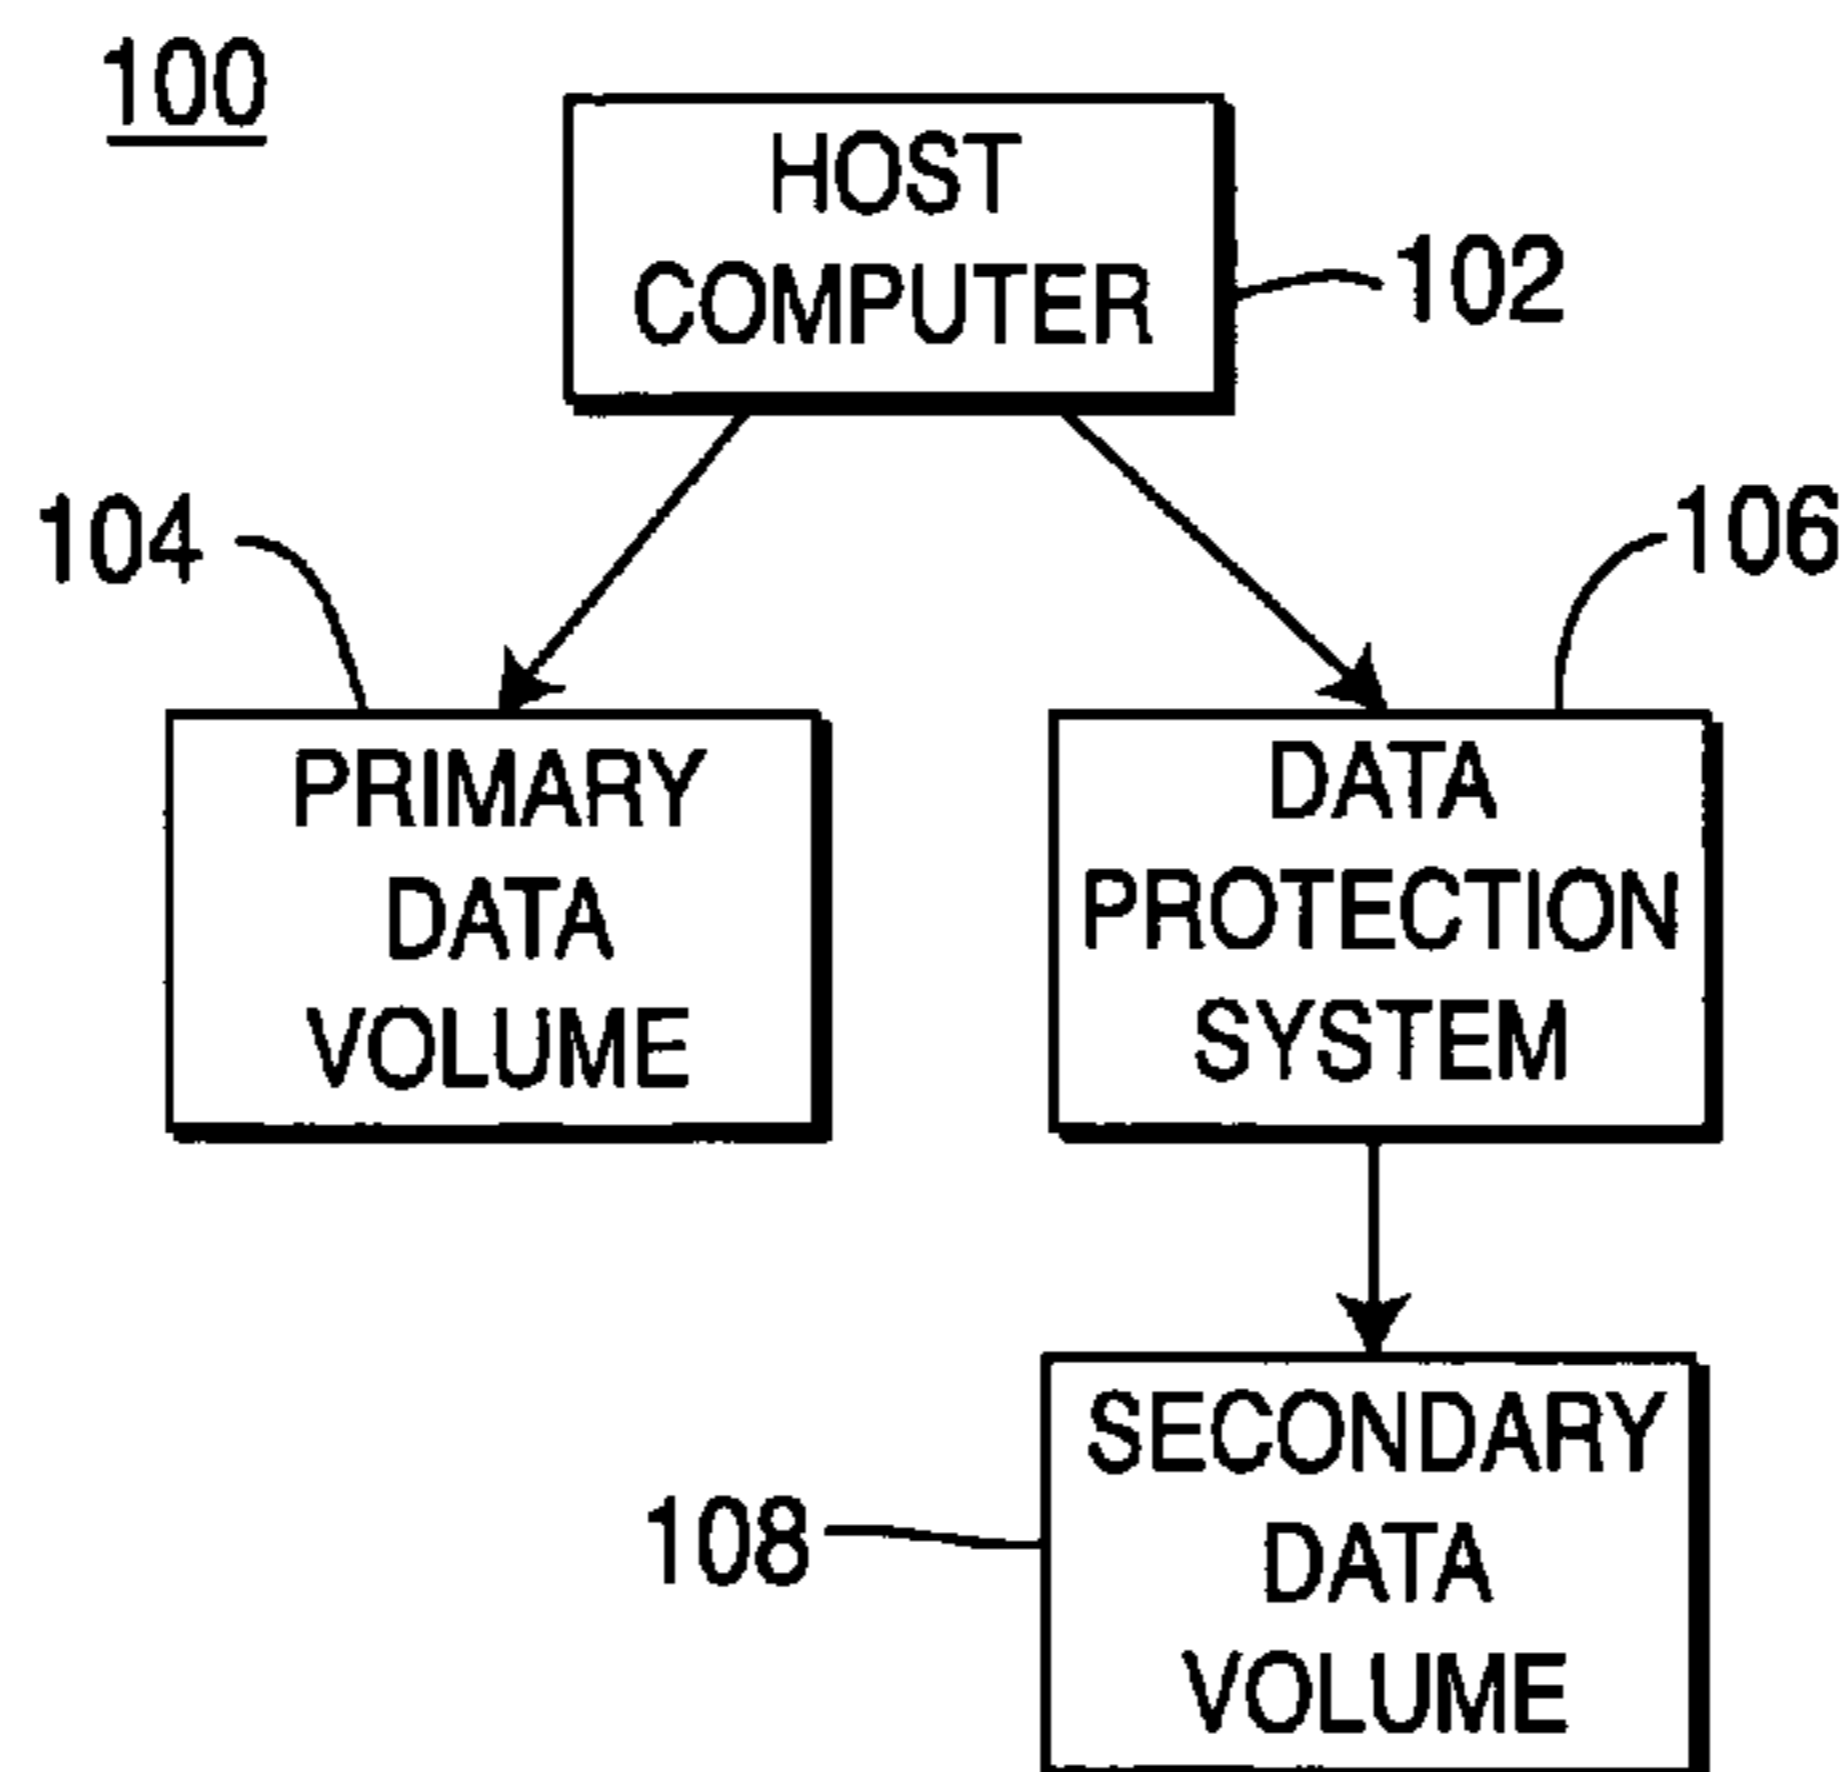 100
HOST
COMPUTER
102
104
106
PRIMARY
DATA
VOLUME
DATA
PROTECTION
SYSTEM
108
SECONDARY
DATA
VOLUME